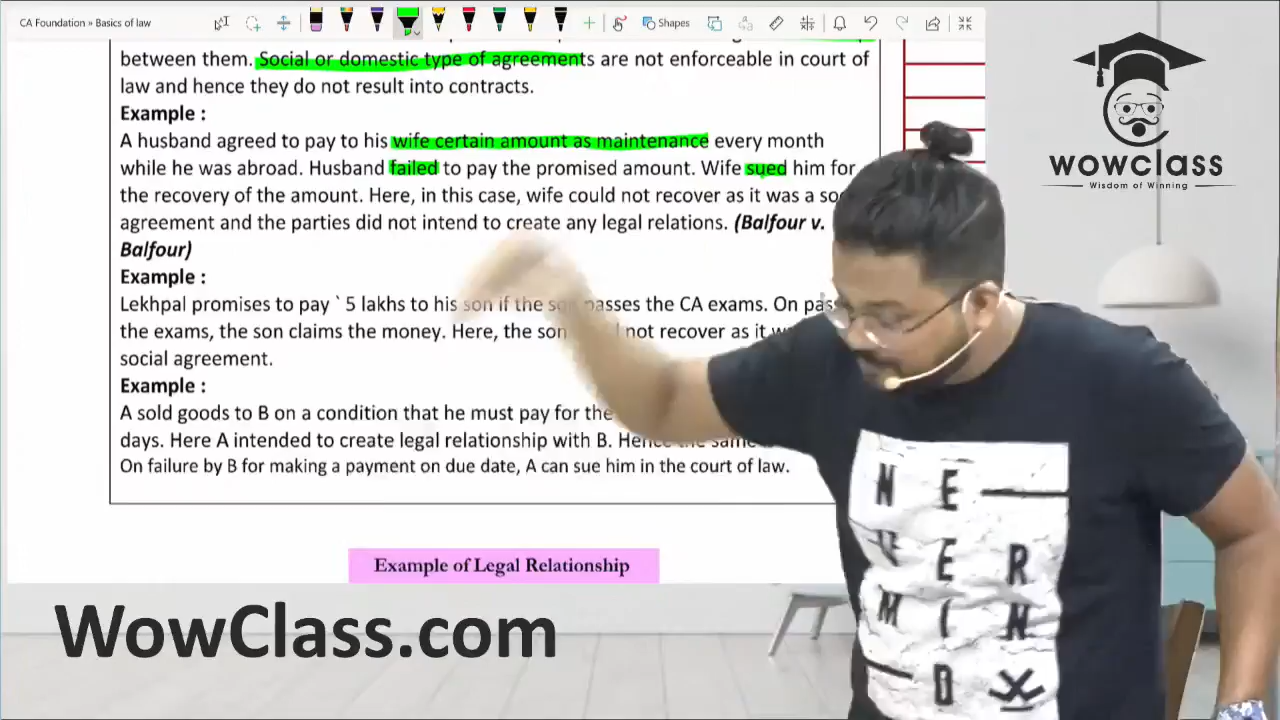 CA Foundation » Basics of law
Shapes
between them. Social or domestic type of agreements are not enforceable in court of
law and hence they do not result into contracts.
Example :
A husband agreed to pay to his wife certain amount as maintenance every month
while he was abroad. Husband failed to pay the promised amount. Wife sued him for
the recovery of the amount. Here, in this case, wife could not recover as it was a
agreement and the parties did not intend to create any legal relations. (Balfour v.
Balfour)
Example :
Lekhpal promises to pay ` 5 lakhs to his son if the son passes the CA exams. On
the exams, the son claims the money. Here, the son not recover as it
social agreement.
Example :
A sold goods to B on a condition that he must pay for the
days. Here A intended to create legal relationship with B. Hence the same
On failure by B for making a payment on due date, A can sue him in the court of law.
Example of Legal Relationship
WowClass.com
wowclass
Wisdom of Winning
N E
V E R
M I N
D